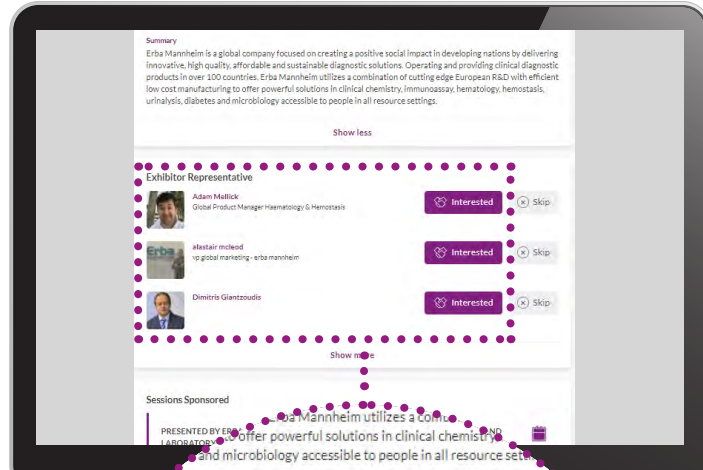 Summary
Erba Mannheim is a global company focused on creating a positive social impact in developing nations by delivering
innovative, high quality, affordable and sustainable diagnostic solutions. Operating and providing clinical diagnostic
products in over 100 countries, Erba Mannheim utilizes a combination of cutting edge European R&D with efficient
low cost manufacturing to offer powerful solutions in clinical chemistry, immunoassay, hematology, hemostasis,
urinalysis, diabetes and microbiology accessible to people in all resource settings.
Show less
Exhibitor Representative
Adam Mellick
Global Product Manager Haematology & Hemostasis
Interested
Skip
Erba
alastair mcleod
vp global marketing - erba mannheim
Interested
Skip
Dimitris Giantzoudis
Interested
Skip
Show more
Sessions Sponsored
PRESENTED BY
AND
LABORATORY
Mannheim utilizes a
offer powerful solutions in clinical chemistry,
and microbiology accessible to people in all resource